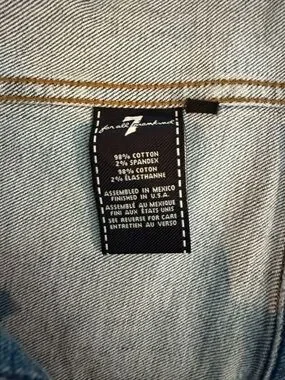 7
for all mankind
98% COTTON
2% SPANDEX
98% COTON
2% ÉLASTHANNE
ASSEMBLED IN MEXICO
FINISHED IN U.S.A.
ASSEMBLÉ AU MEXIQUE
FINI AUX ÉTATS UNIS
SEE REVERSE FOR CARE
ENTRETIEN AU VERSO